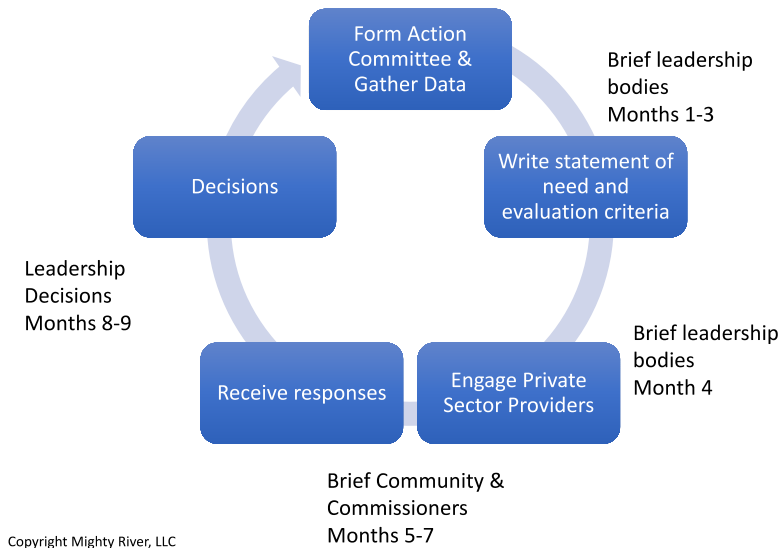 Form Action
Committee &
Gather Data
Brief leadership
bodies
Months 1-3
Write statement of
need and
evaluation criteria
Brief leadership
bodies
Month 4
Engage Private
Sector Providers
Brief Community &
Commissioners
Months 5-7
Receive responses
Leadership
Decisions
Months 8-9
Decisions
Copyright Mighty River, LLC